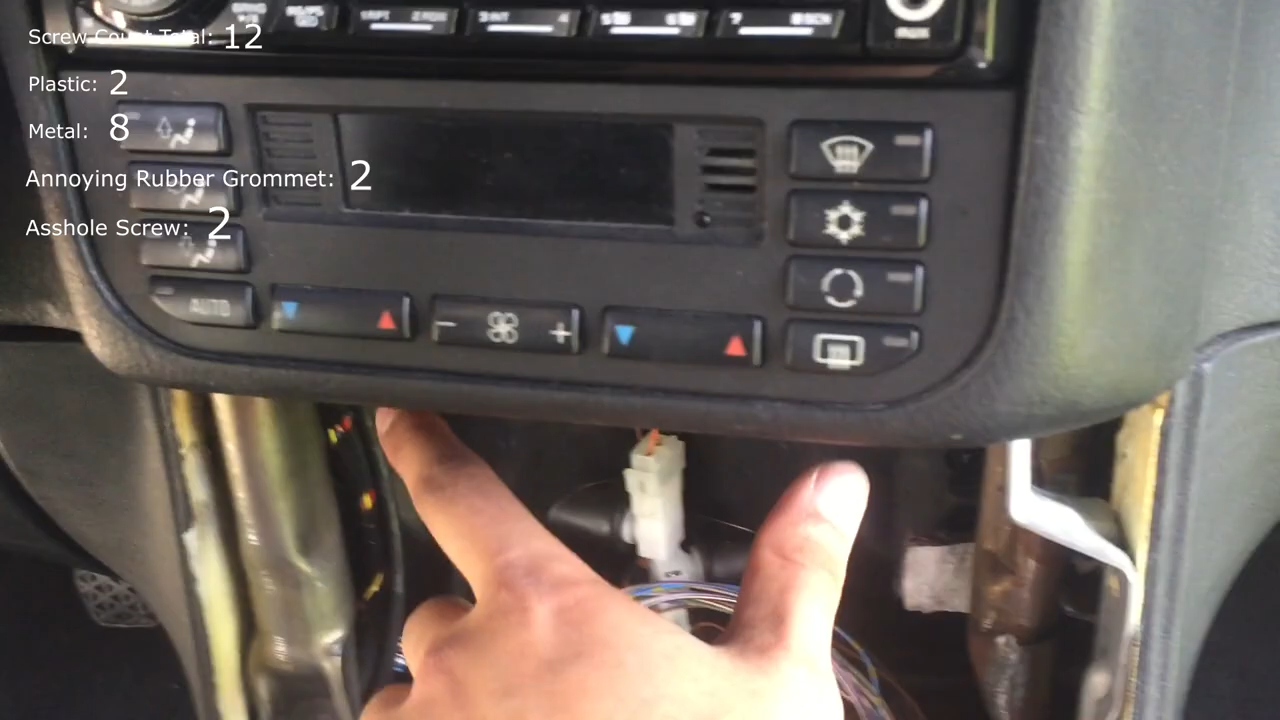 Screw Count Total: 12
Plastic: 2
Metal: 8
Annoying Rubber Grommet: 2
Asshole Screw: 2
AUTO
- +